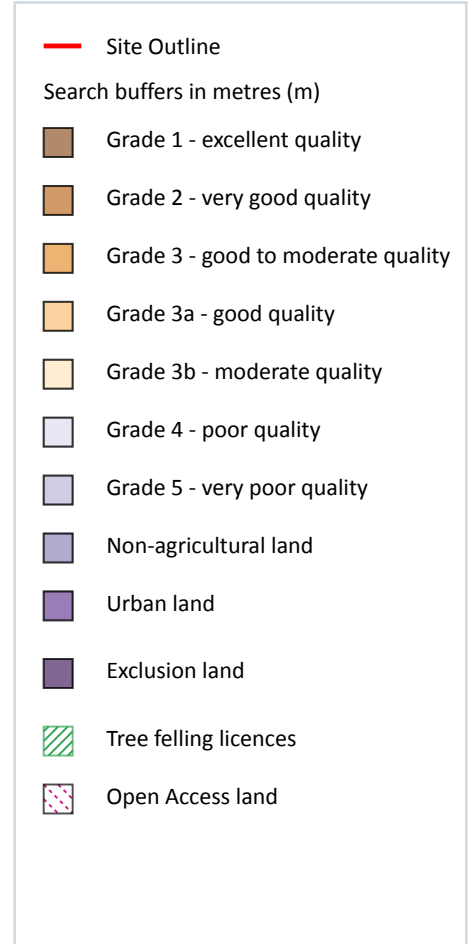 Site Outline
Search buffers in metres (m)
Grade 1 - excellent quality
Grade 2 - very good quality
Grade 3 - good to moderate quality
Grade 3a - good quality
Grade 3b - moderate quality
Grade 4 - poor quality
Grade 5 - very poor quality
Non-agricultural land
Urban land
Exclusion land
Tree felling licences
Open Access land